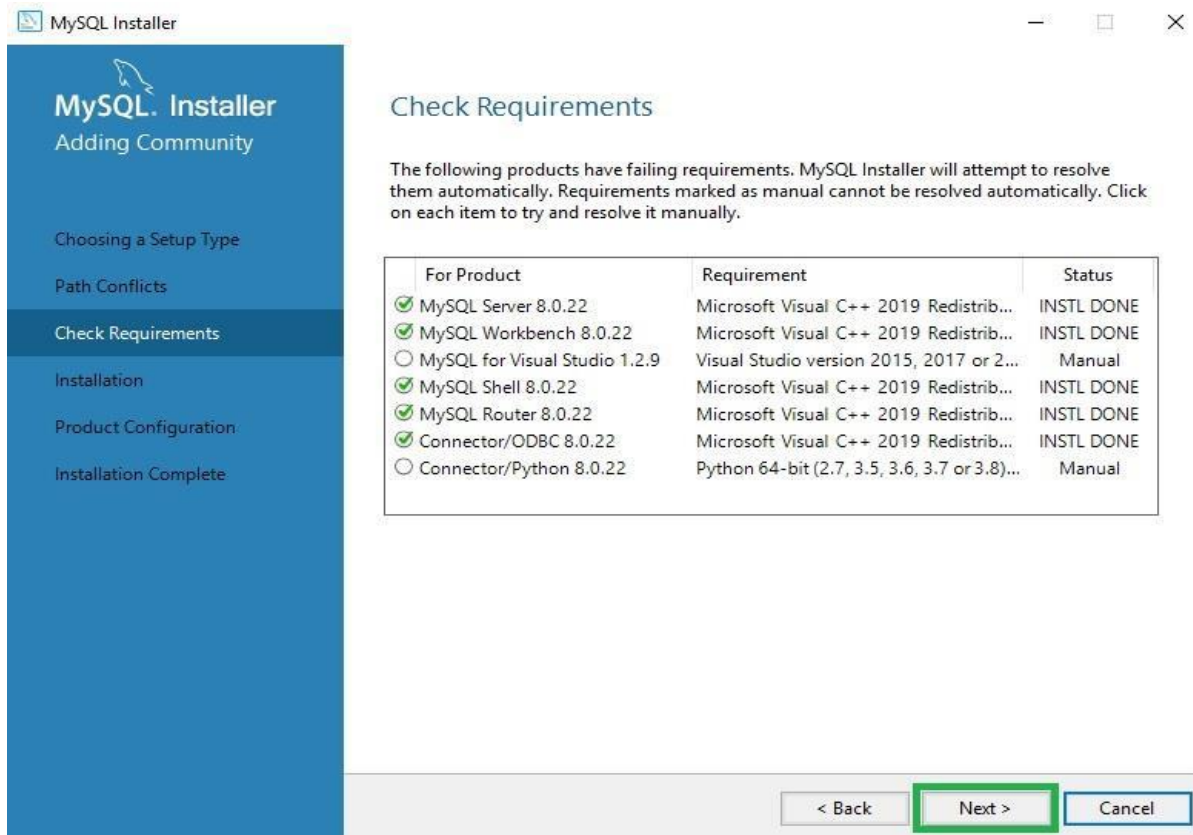 MySQL Installer
MySQL. Installer
Adding Community
Choosing a Setup Type
Path Conflicts
Check Requirements
Installation
Product Configuration
Installation Complete
Check Requirements
The following products have failing requirements. MySQL Installer will attempt to resolve
them automatically. Requirements marked as manual cannot be resolved automatically. Click
on each item to try and resolve it manually.
For Product Requirement Status
MySQL Server 8.0.22 Microsoft Visual C++ 2019 Redistrib... INSTL DONE
MySQL Workbench 8.0.22 Microsoft Visual C++ 2019 Redistrib... INSTL DONE
MySQL for Visual Studio 1.2.9 Visual Studio version 2015, 2017 or 2... Manual
MySQL Shell 8.0.22 Microsoft Visual C++ 2019 Redistrib... INSTL DONE
MySQL Router 8.0.22 Microsoft Visual C++ 2019 Redistrib... INSTL DONE
Connector/ODBC 8.0.22 Microsoft Visual C++ 2019 Redistrib... INSTL DONE
Connector/Python 8.0.22 Python 64-bit (2.7, 3.5, 3.6, 3.7 or 3.8)... Manual
< Back Next > Cancel